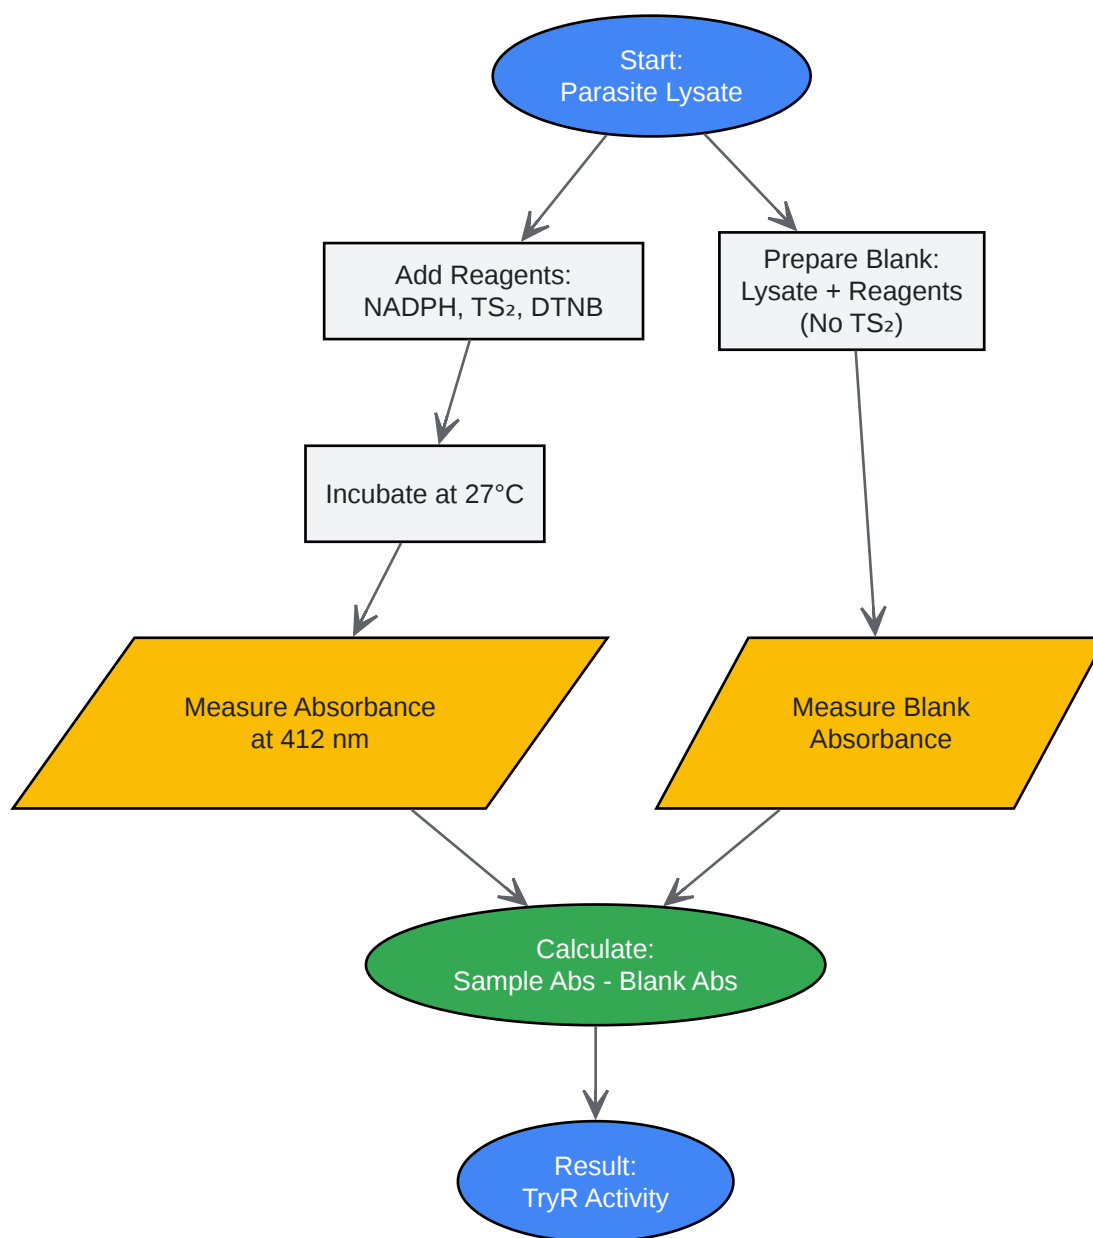 Start:
Parasite Lysate
Add Reagents:
NADPH, TS₂, DTNB
Prepare Blank:
Lysate + Reagents
(No TS₂)
Incubate at 27°C
Measure Absorbance
at 412 nm
Measure Blank
Absorbance
Calculate:
Sample Abs - Blank Abs
Result:
TryR Activity